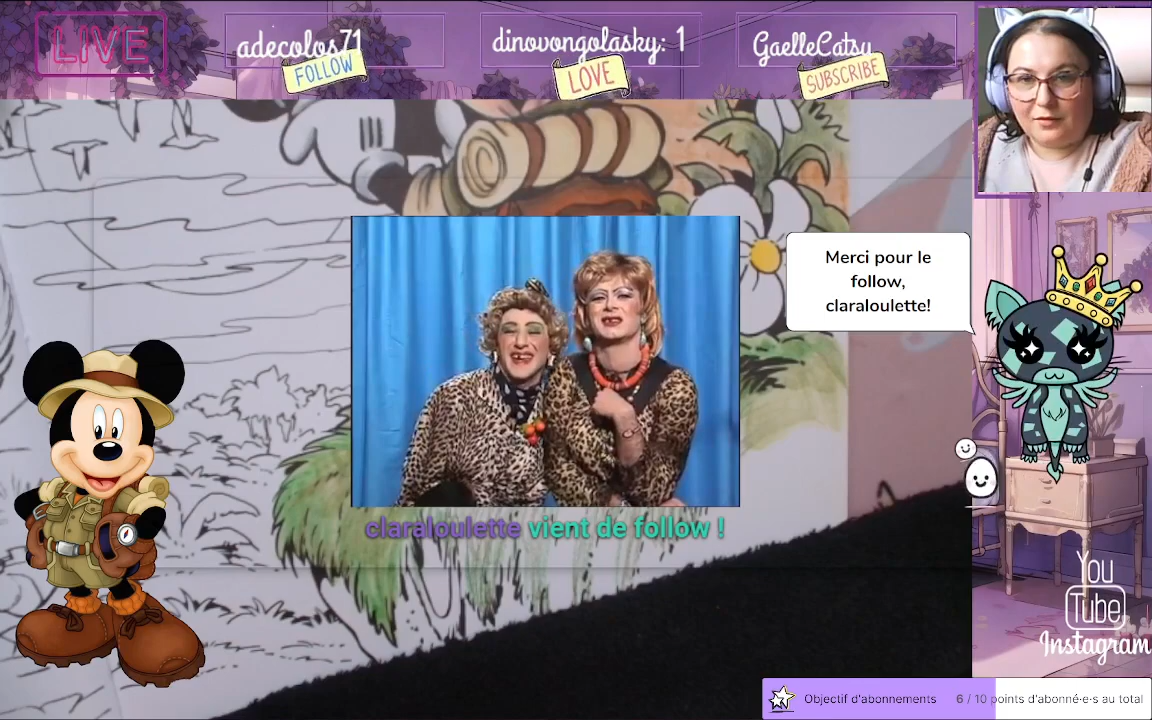 LIVE
adecolos71
FOLLOW
dinovongolasky: 1
LOVE
GaelleCatsy
SUBSCRIBE
Merci pour le
follow,
claraloulette!
claraloulette vient de follow !
You
Tube
Instagram
Objectif d'abonnements 6 / 10 points d'abonné·e·s au total